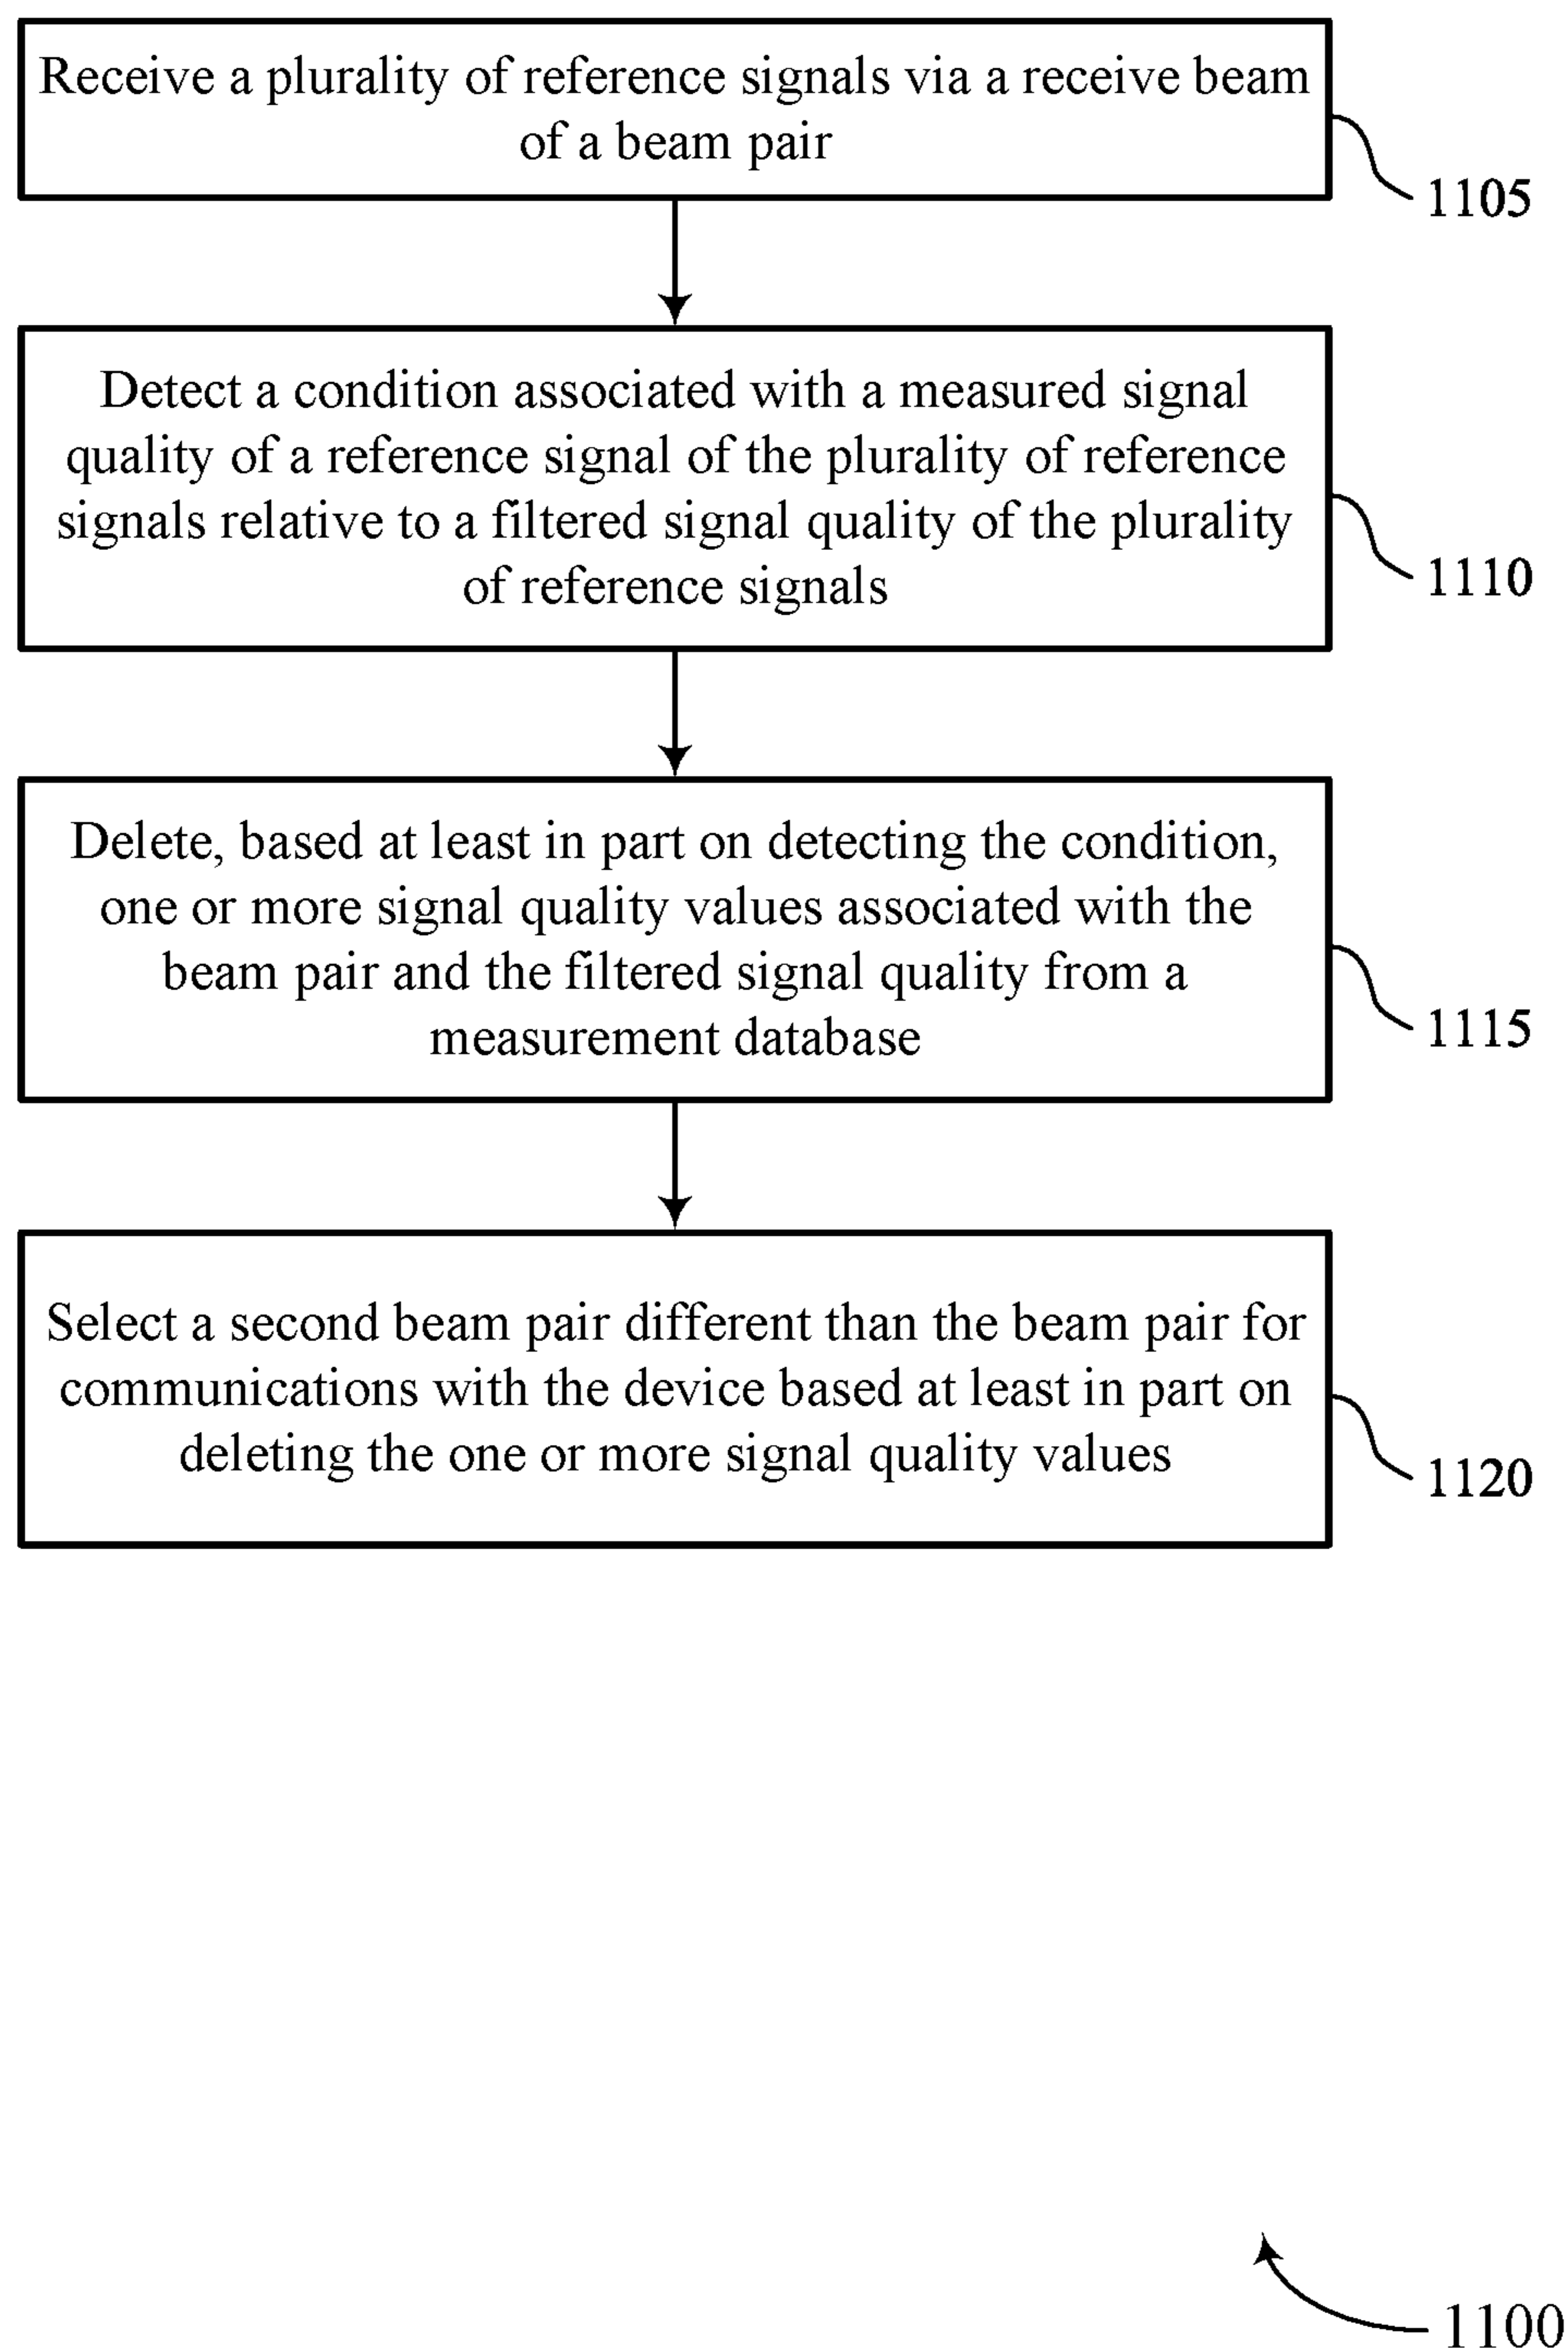 Receive a plurality of reference signals via a receive beam
of a beam pair
1105
Detect a condition associated with a measured signal
quality of a reference signal of the plurality of reference
signals relative to a filtered signal quality of the plurality
of reference signals
1110
Delete, based at least in part on detecting the condition,
one or more signal quality values associated with the
beam pair and the filtered signal quality from a
measurement database
1115
Select a second beam pair different than the beam pair for
communications with the device based at least in part on
deleting the one or more signal quality values
1120
1100